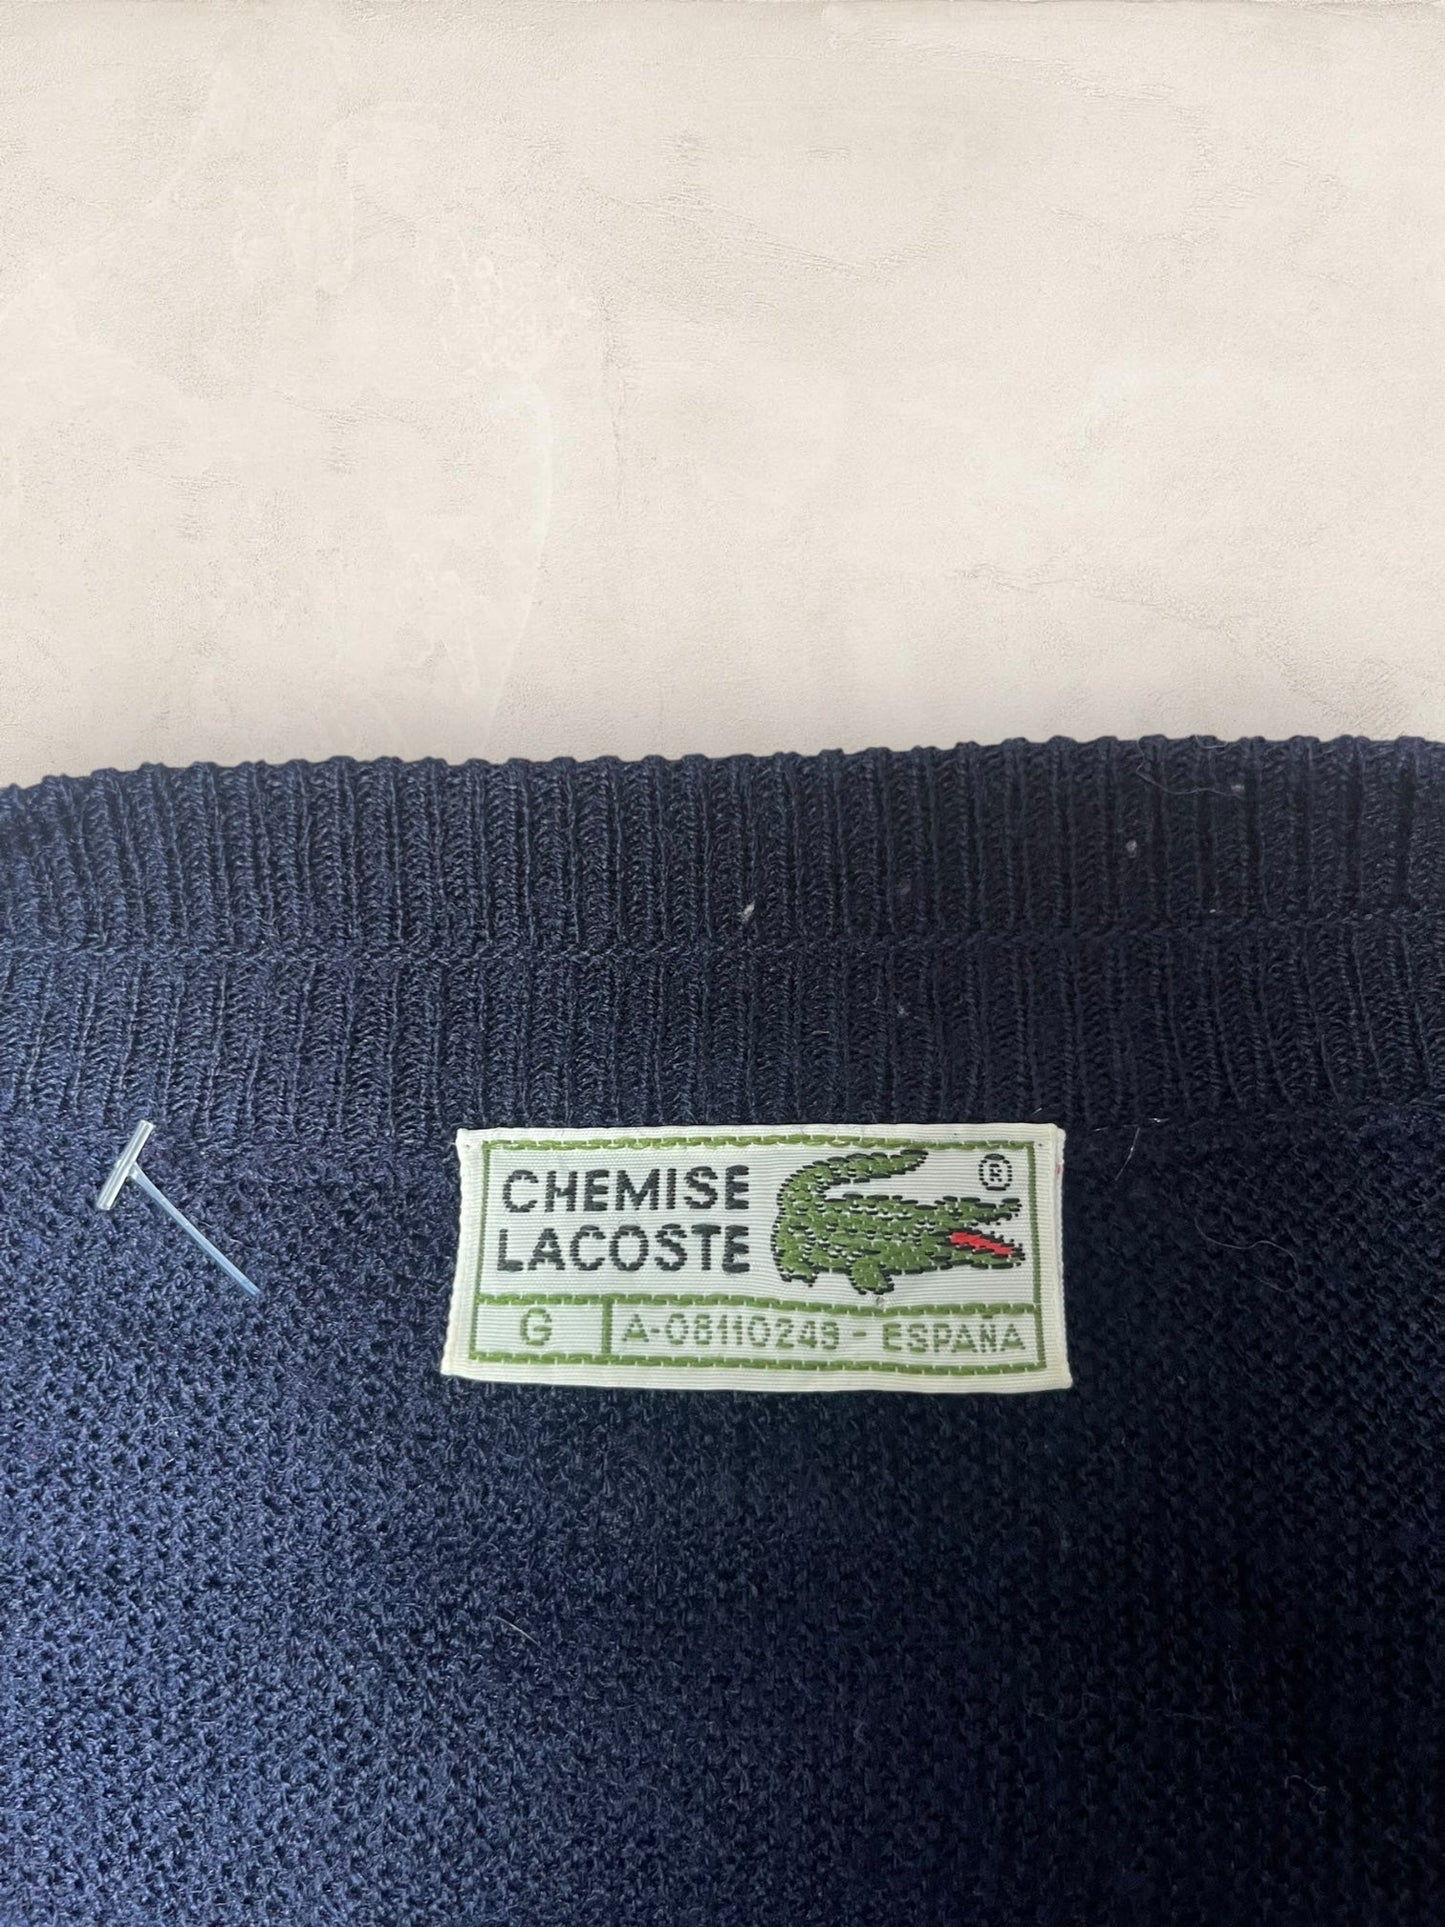 CHEMISE
LACOSTE
®
G A-08110249 - ESPAÑA